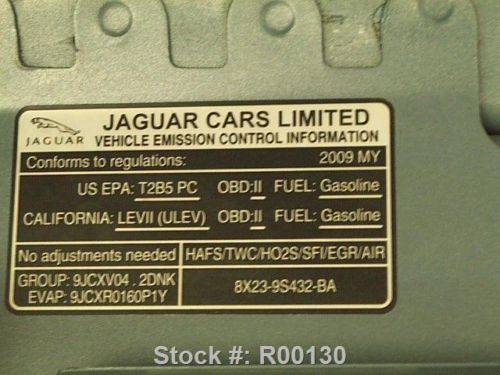 JAGUAR
JAGUAR CARS LIMITED
VEHICLE EMISSION CONTROL INFORMATION
Conforms to regulations: 2009 MY
US EPA: T2B5 PC OBD:II FUEL: Gasoline
CALIFORNIA: LEVII (ULEV) OBD:II FUEL: Gasoline
No adjustments needed HAFS/TWC/HO2S/SFI/EGR/AIR
GROUP: 9JCXV04 . 2DNK
EVAP: 9JCXR0160P1Y
8X23-9S432-BA
Stock #: R00130